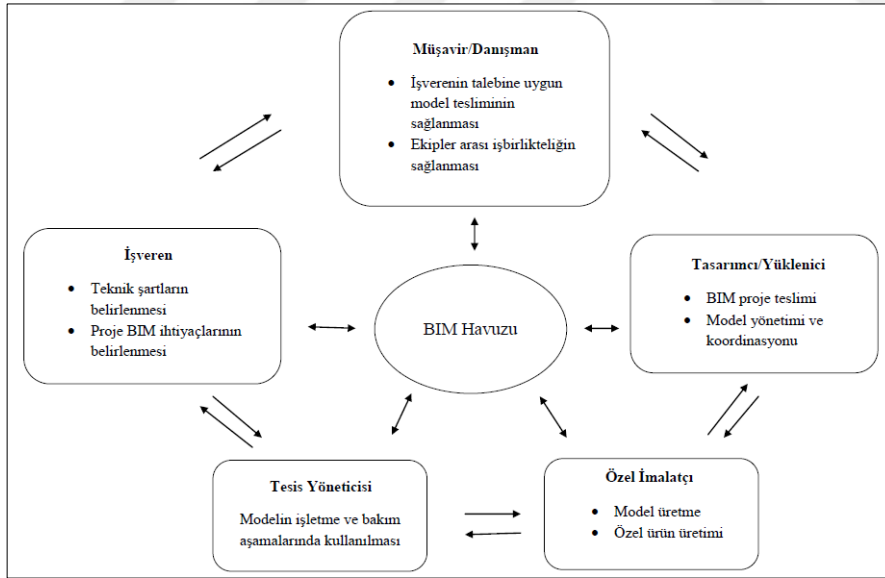 Müşavir/Danışman
• İşverenin talebine uygun
model tesliminin
sağlanması
• Ekipler arası işbirlikteliğin
sağlanması
İşveren
• Teknik şartların
belirlenmesi
• Proje BIM ihtiyaçlarının
belirlenmesi
BIM Havuzu
Tasarımcı/Yüklenici
• BIM proje teslimi
• Model yönetimi ve
koordinasyonu
Tesis Yöneticisi
Modelin işletme ve bakım
aşamalarında kullanılması
Özel İmalatçı
• Model üretme
• Özel ürün üretimi